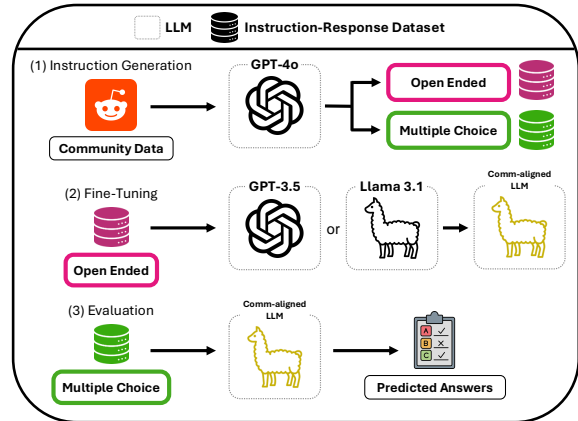 LLM
Instruction-Response Dataset
(1) Instruction Generation
GPT-4o
Open Ended
Multiple Choice
Community Data
(2) Fine-Tuning
GPT-3.5
or
Llama 3.1
Comm-aligned
LLM
Open Ended
(3) Evaluation
Comm-aligned
LLM
A
B
C
Multiple Choice
Predicted Answers